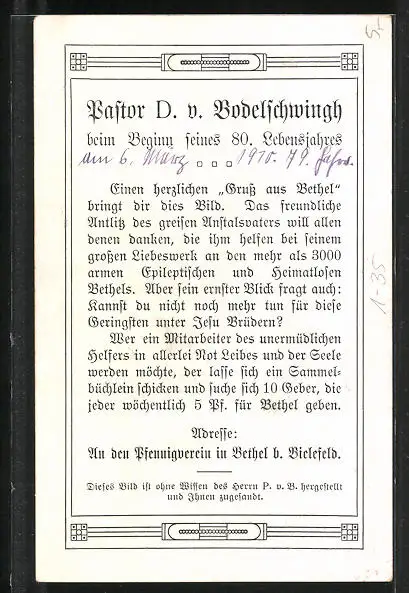 5,-
Pastor D. v. Bodelschwingh
beim Beginn seines 80. Lebensjahres
am 6. März 1910. 79. Jahre.
Einen herzlichen „Gruß aus Bethel“
bringt dir dies Bild. Das freundliche
Antlitz des greisen Anstalsvaters will allen
denen danken, die ihm helfen bei seinem
großen Liebeswerk an den mehr als 3000
armen Epileptischen und Heimatlosen
Bethels. Aber sein ernster Blick fragt auch:
Kannst du nicht noch mehr tun für diese
Geringsten unter Jesu Brüdern?
Wer ein Mitarbeiter des unermüdlichen
Helfers in allerlei Not Leibes und der Seele
werden möchte, der lasse sich ein Sammel-
büchlein schicken und suche sich 10 Geber, die
jeder wöchentlich 5 Pf. für Bethel geben.
Adresse:
An den Pfennigverein in Bethel b. Bielefeld.
Dieses Bild ist ohne Wissen des Herrn P. v. B. hergestellt
und Ihnen zugesandt.
1-35